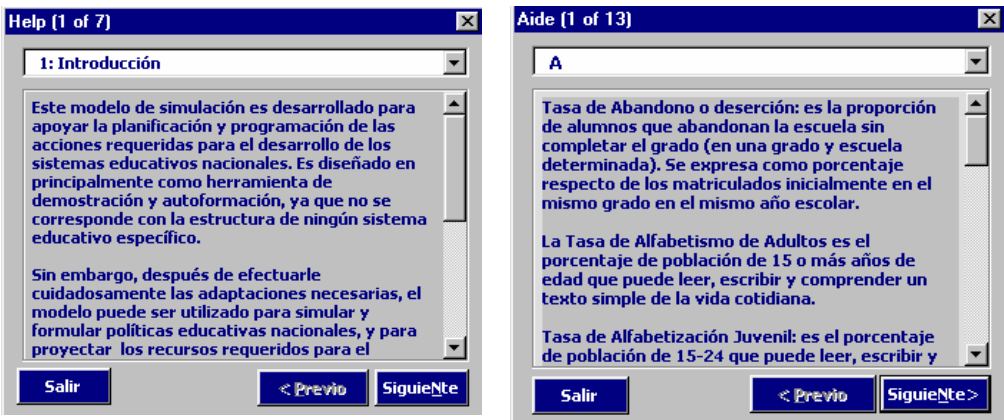 Help (1 of 7)
1: Introducción
Este modelo de simulación es desarrollado para
apoyar la planificación y programación de las
acciones requeridas para el desarrollo de los
sistemas educativos nacionales. Es diseñado en
principalmente como herramienta de
demostración y autoformación, ya que no se
corresponde con la estructura de ningún sistema
educativo específico.
Sin embargo, después de efectuarle
cuidadosamente las adaptaciones necesarias, el
modelo puede ser utilizado para simular y
formular políticas educativas nacionales, y para
proyectar los recursos requeridos para el
Salir
< Previo
SiguieNte
Aide (1 of 13)
A
Tasa de Abandono o deserción: es la proporción
de alumnos que abandonan la escuela sin
completar el grado (en una grado y escuela
determinada). Se expresa como porcentaje
respecto de los matriculados inicialmente en el
mismo grado en el mismo año escolar.
La Tasa de Alfabetismo de Adultos es el
porcentaje de población de 15 o más años de
edad que puede leer, escribir y comprender un
texto simple de la vida cotidiana.
Tasa de Alfabetización Juvenil: es el porcentaje
de población de 15-24 que puede leer, escribir y
Salir
< Previo
SiguieNte>